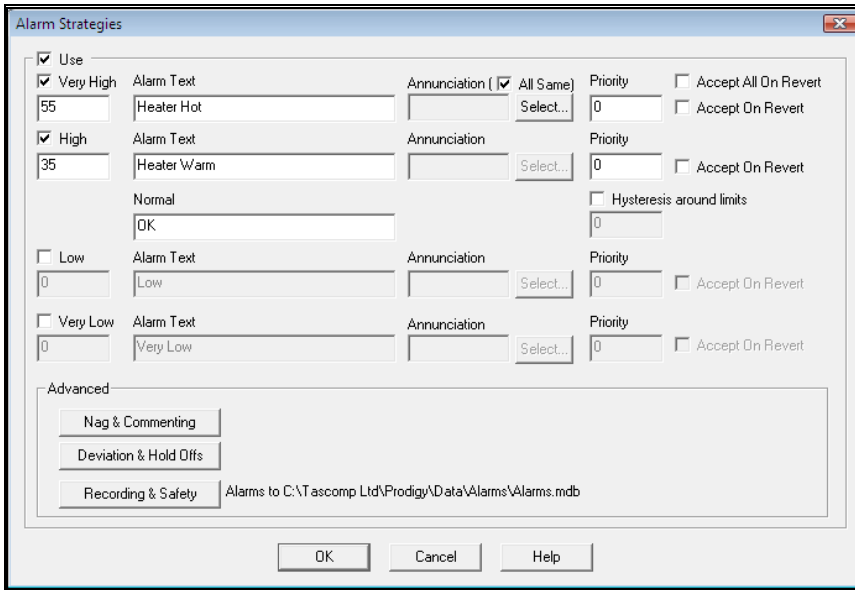 Alarm Strategies
Use
Very High Alarm Text Annunciation ( All Same) Priority Accept All On Revert
55 Heater Hot Select... 0 Accept On Revert
High Alarm Text Annunciation Priority
35 Heater Warm Select... 0 Accept On Revert
Normal Hysteresis around limits
OK 0
Low Alarm Text Annunciation Priority
0 Low Select... 0 Accept On Revert
Very Low Alarm Text Annunciation Priority
0 Very Low Select... 0 Accept On Revert
Advanced
Nag & Commenting
Deviation & Hold Offs
Recording & Safety Alarms to C:\Tascomp Ltd\Prodigy\Data\Alarms\Alarms.mdb
OK Cancel Help